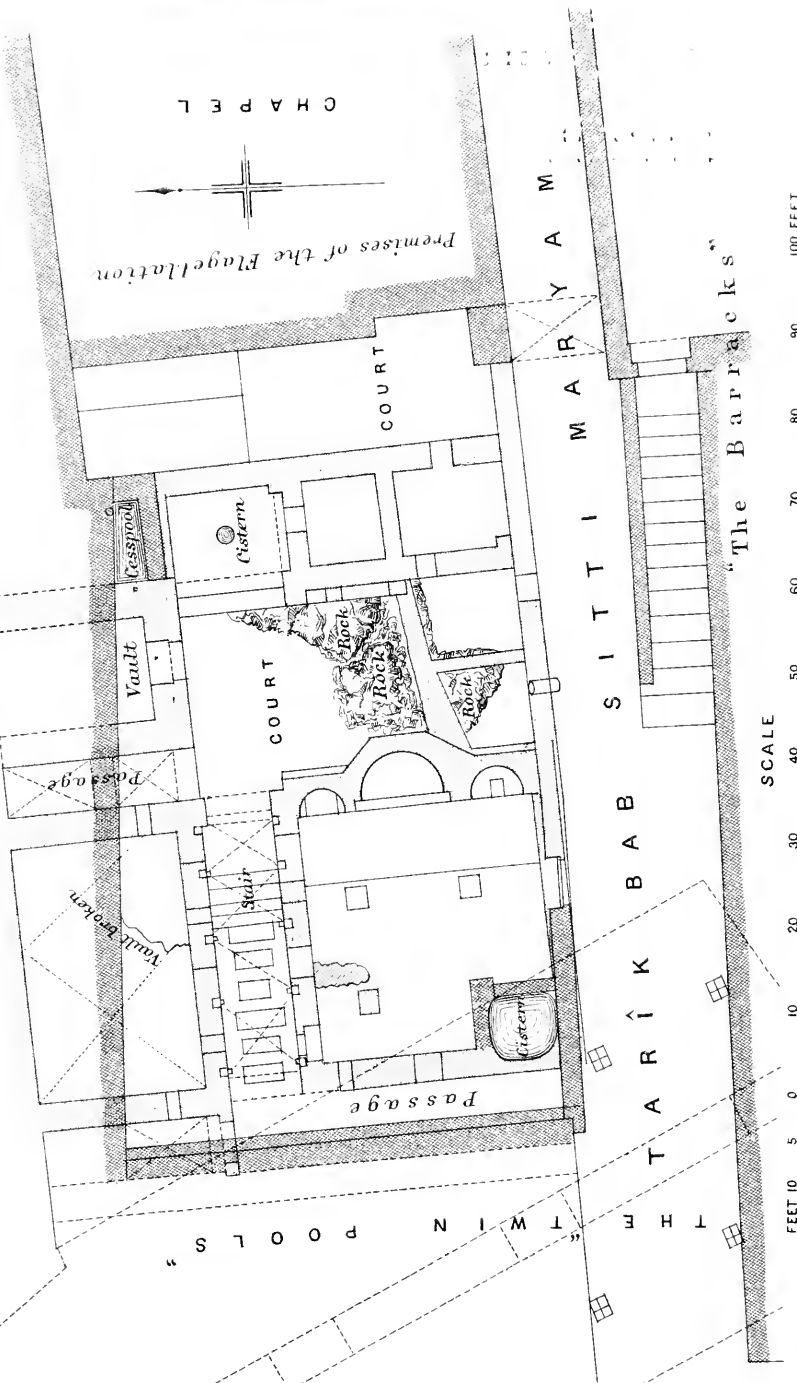 CHAPEL
Premises of the Flagellation
COURT
Cesspool
Cistern
Vault
COURT
Rock
Rock
Rock
Passage
Stair
Vault broken
Cistern
Passage
THE "TWIN POOLS"
TARÎK BAB SITTI MARYAM
"The Barracks"
SCALE
FEET 10 5 0 10 20 30 40 50 60 70 80 90 100 FEET